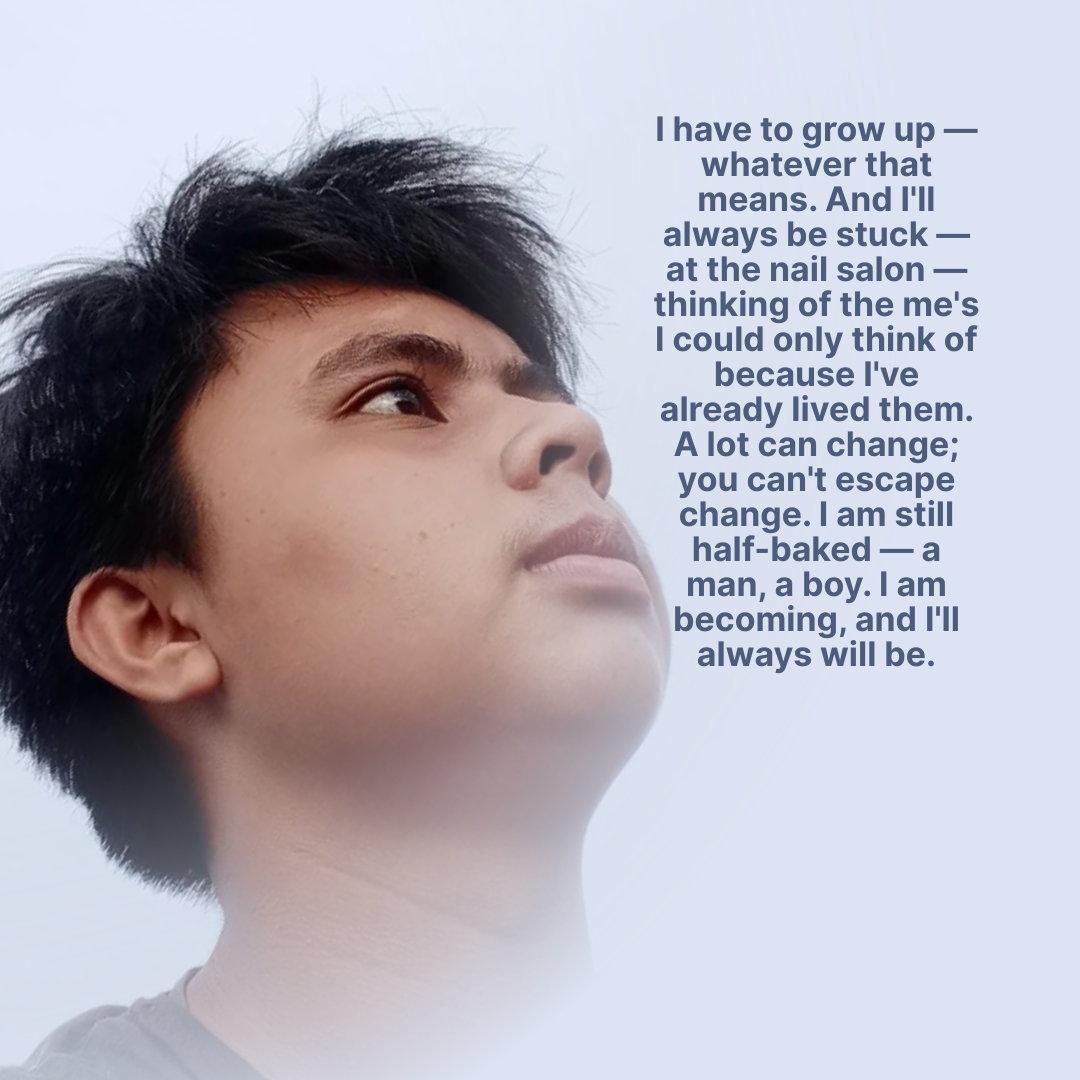 I have to grow up —
whatever that
means. And I'll
always be stuck —
at the nail salon —
thinking of the me's
I could only think of
because I've
already lived them.
A lot can change;
you can't escape
change. I am still
half-baked — a
man, a boy. I am
becoming, and I'll
always will be.